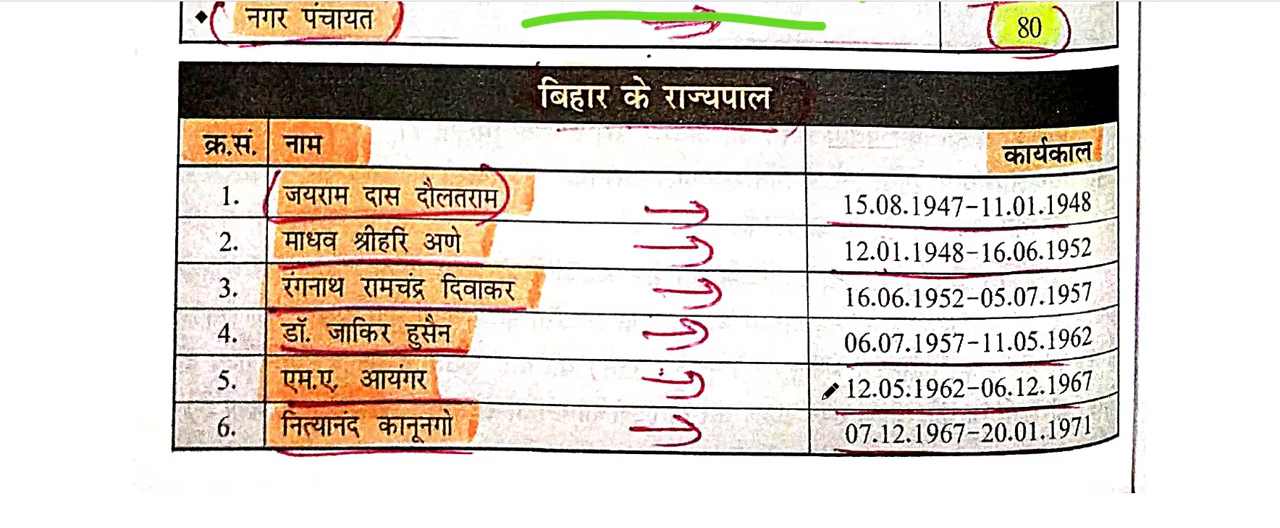 नगर पंचायत 80
बिहार के राज्यपाल
क्र.सं. नाम कार्यकाल
1. जयराम दास दौलतराम 15.08.1947-11.01.1948
2. माधव श्रीहरि अणे 12.01.1948-16.06.1952
3. रंगनाथ रामचंद्र दिवाकर 16.06.1952-05.07.1957
4. डॉ. जाकिर हुसैन 06.07.1957-11.05.1962
5. एम.ए. आयंगर 12.05.1962-06.12.1967
6. नित्यानंद कानूनगो 07.12.1967-20.01.1971